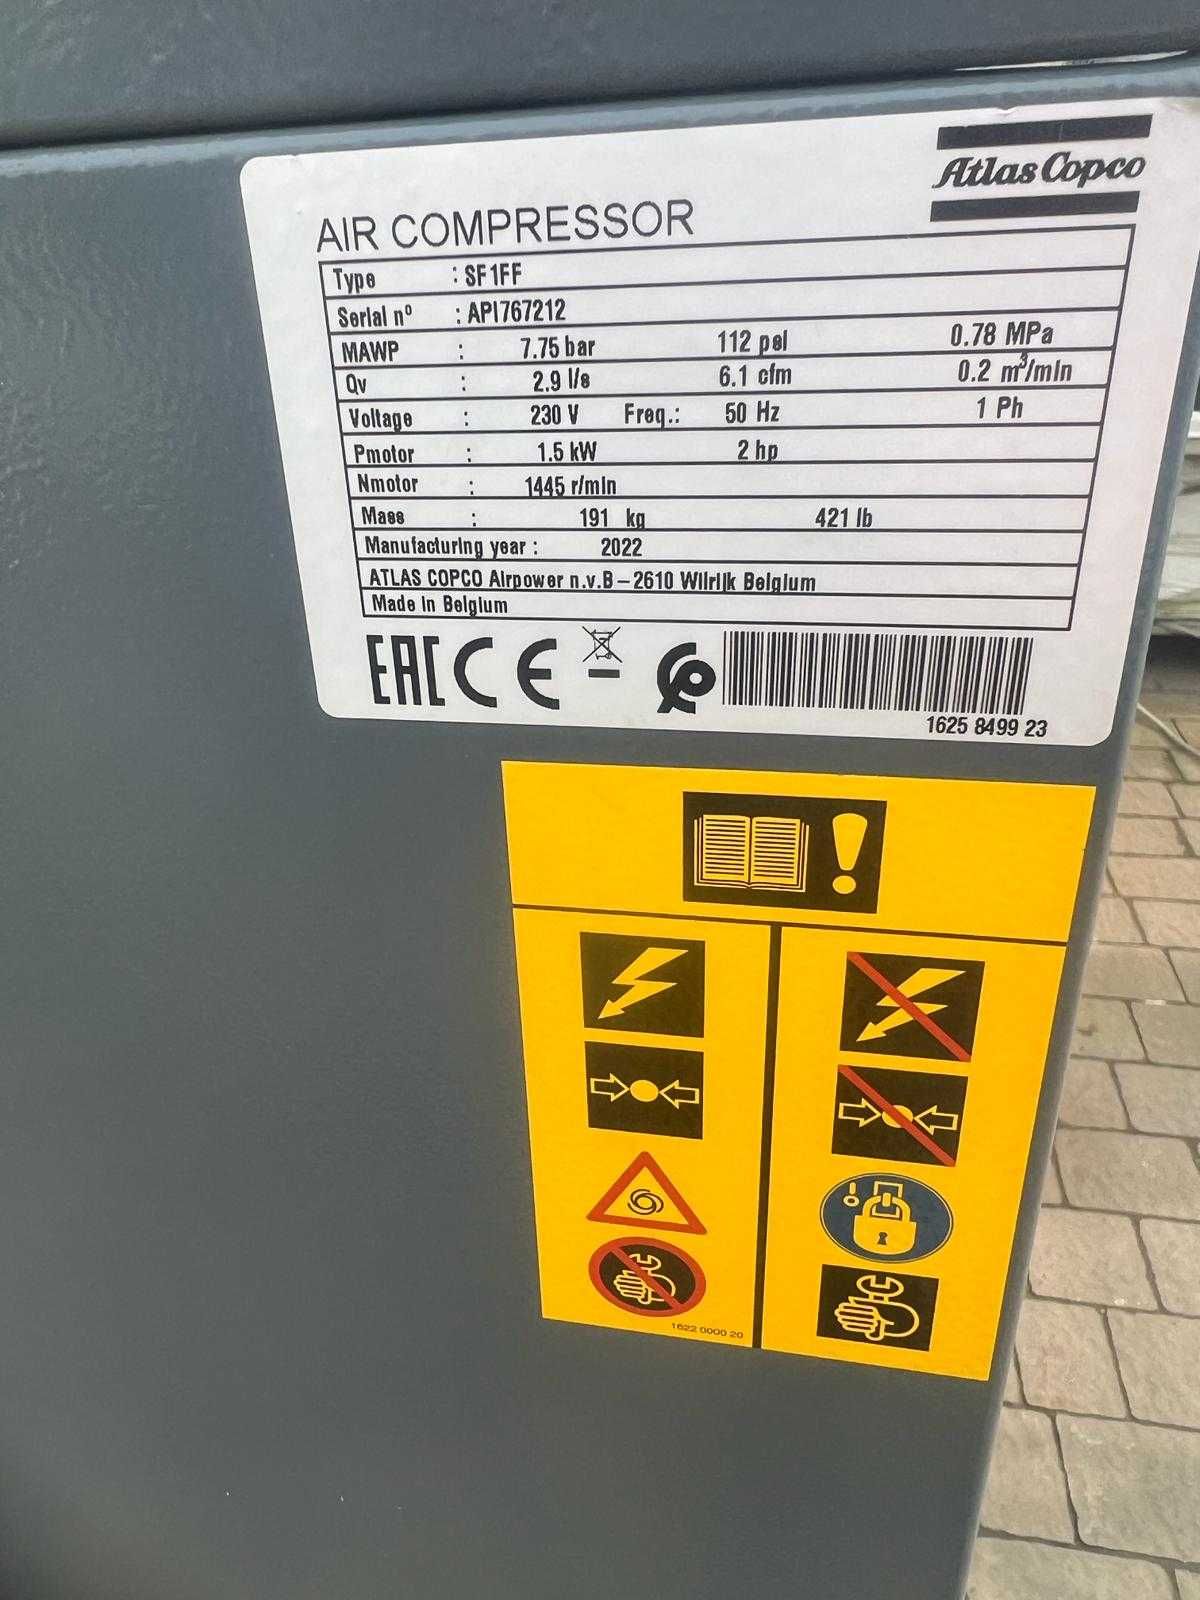 Atlas Copco
AIR COMPRESSOR
Type : SF1FF
Serial nº : API767212
MAWP : 7.75 bar 112 psi 0.78 MPa
Qv : 2.9 l/s 6.1 cfm 0.2 m³/min
Voltage : 230 V Freq.: 50 Hz 1 Ph
Pmotor : 1.5 kW 2 hp
Nmotor : 1445 r/min
Mass : 191 kg 421 lb
Manufacturing year : 2022
ATLAS COPCO Airpower n.v.B – 2610 Wilrijk Belgium
Made in Belgium
EAC CE
1625 8499 23
1622 0000 20